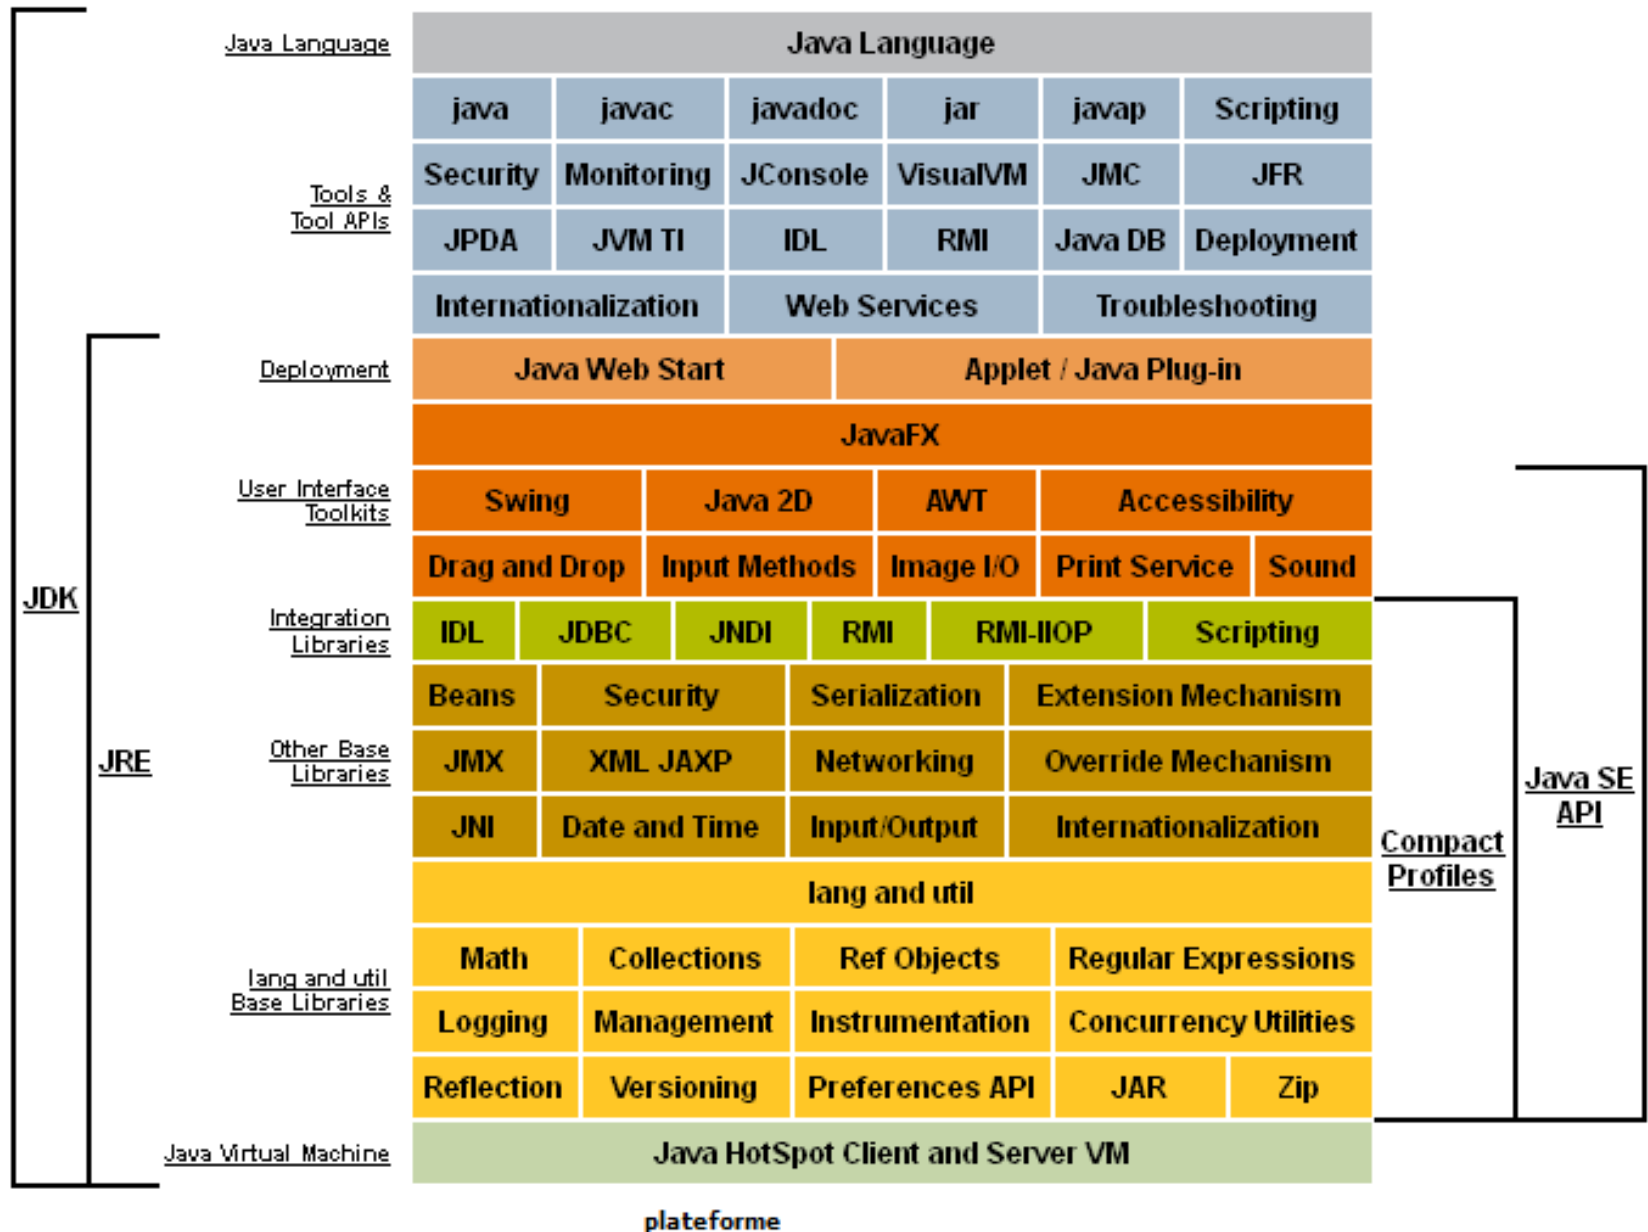 Java Language
Java Language
java javac javadoc jar javap Scripting
Security Monitoring JConsole VisualVM JMC JFR
Tools &
Tool APIs
JPDA JVM TI IDL RMI Java DB Deployment
Internationalization Web Services Troubleshooting
Deployment
Java Web Start Applet / Java Plug-in
JavaFX
User Interface
Toolkits
Swing Java 2D AWT Accessibility
Drag and Drop Input Methods Image I/O Print Service Sound
JDK
Integration
Libraries
IDL JDBC JNDI RMI RMI-IIOP Scripting
Beans Security Serialization Extension Mechanism
JRE
Other Base
Libraries
JMX XML JAXP Networking Override Mechanism
Java SE
API
JNI Date and Time Input/Output Internationalization
Compact
Profiles
lang and util
Math Collections Ref Objects Regular Expressions
lang and util
Base Libraries
Logging Management Instrumentation Concurrency Utilities
Reflection Versioning Preferences API JAR Zip
Java Virtual Machine
Java HotSpot Client and Server VM
plateforme